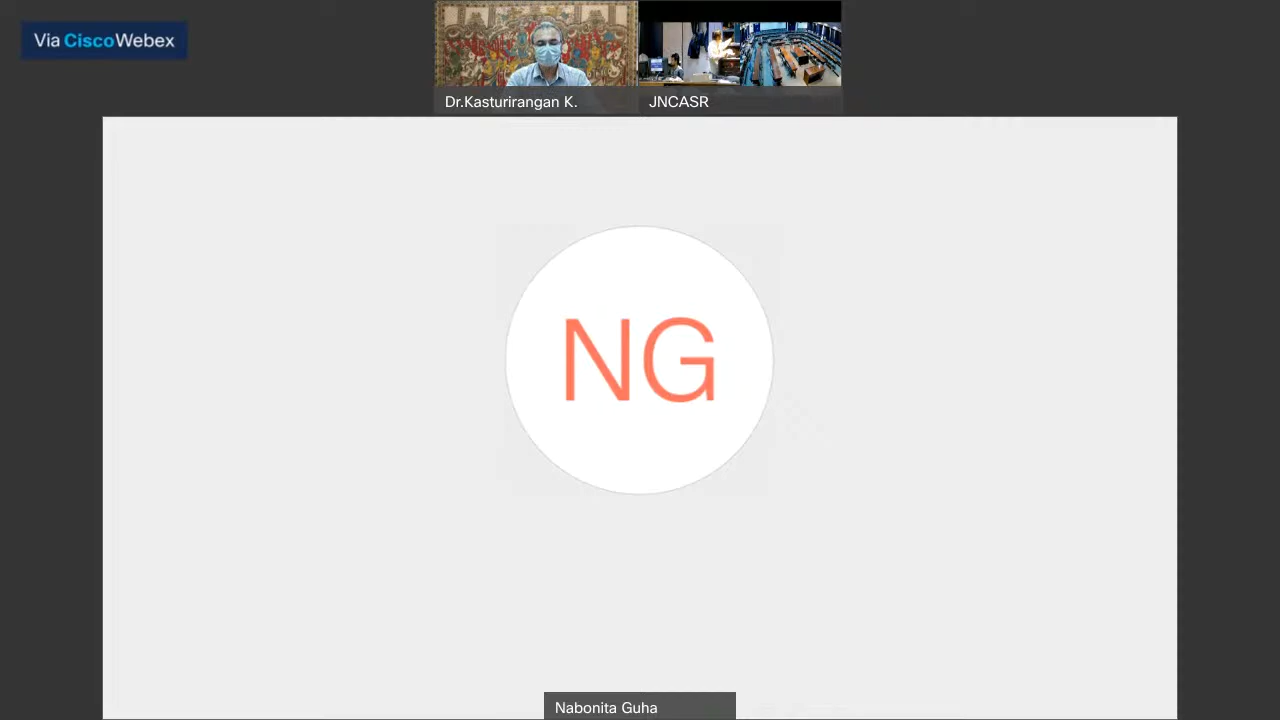 Via CiscoWebex
Dr.Kasturirangan K.
JNCASR
NG
Nabonita Guha